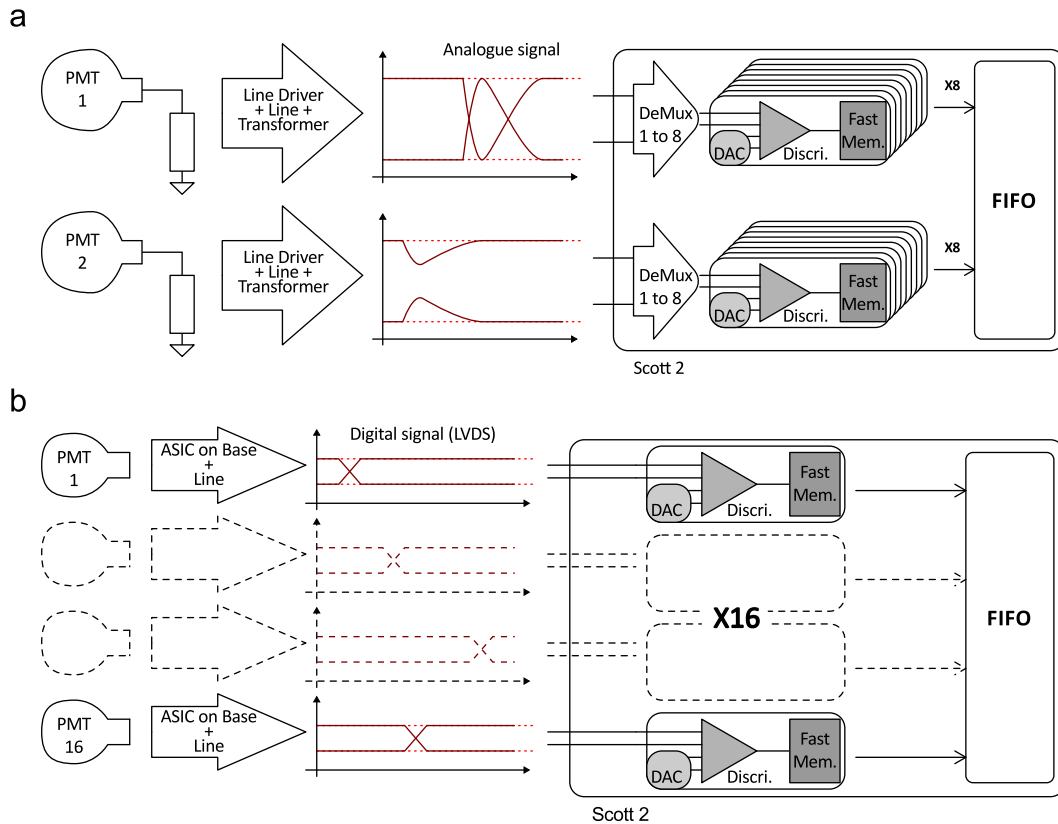 a
PMT
1
Line Driver
+ Line +
Transformer
Analogue signal
DeMux
1 to 8
DAC
Discri.
Fast
Mem.
X8
FIFO
PMT
2
Line Driver
+ Line +
Transformer
DeMux
1 to 8
DAC
Discri.
Fast
Mem.
X8
Scott 2
b
PMT
1
ASIC on Base
+
Line
Digital signal (LVDS)
DAC
Discri.
Fast
Mem.
X16
FIFO
PMT
16
ASIC on Base
+
Line
DAC
Discri.
Fast
Mem.
Scott 2